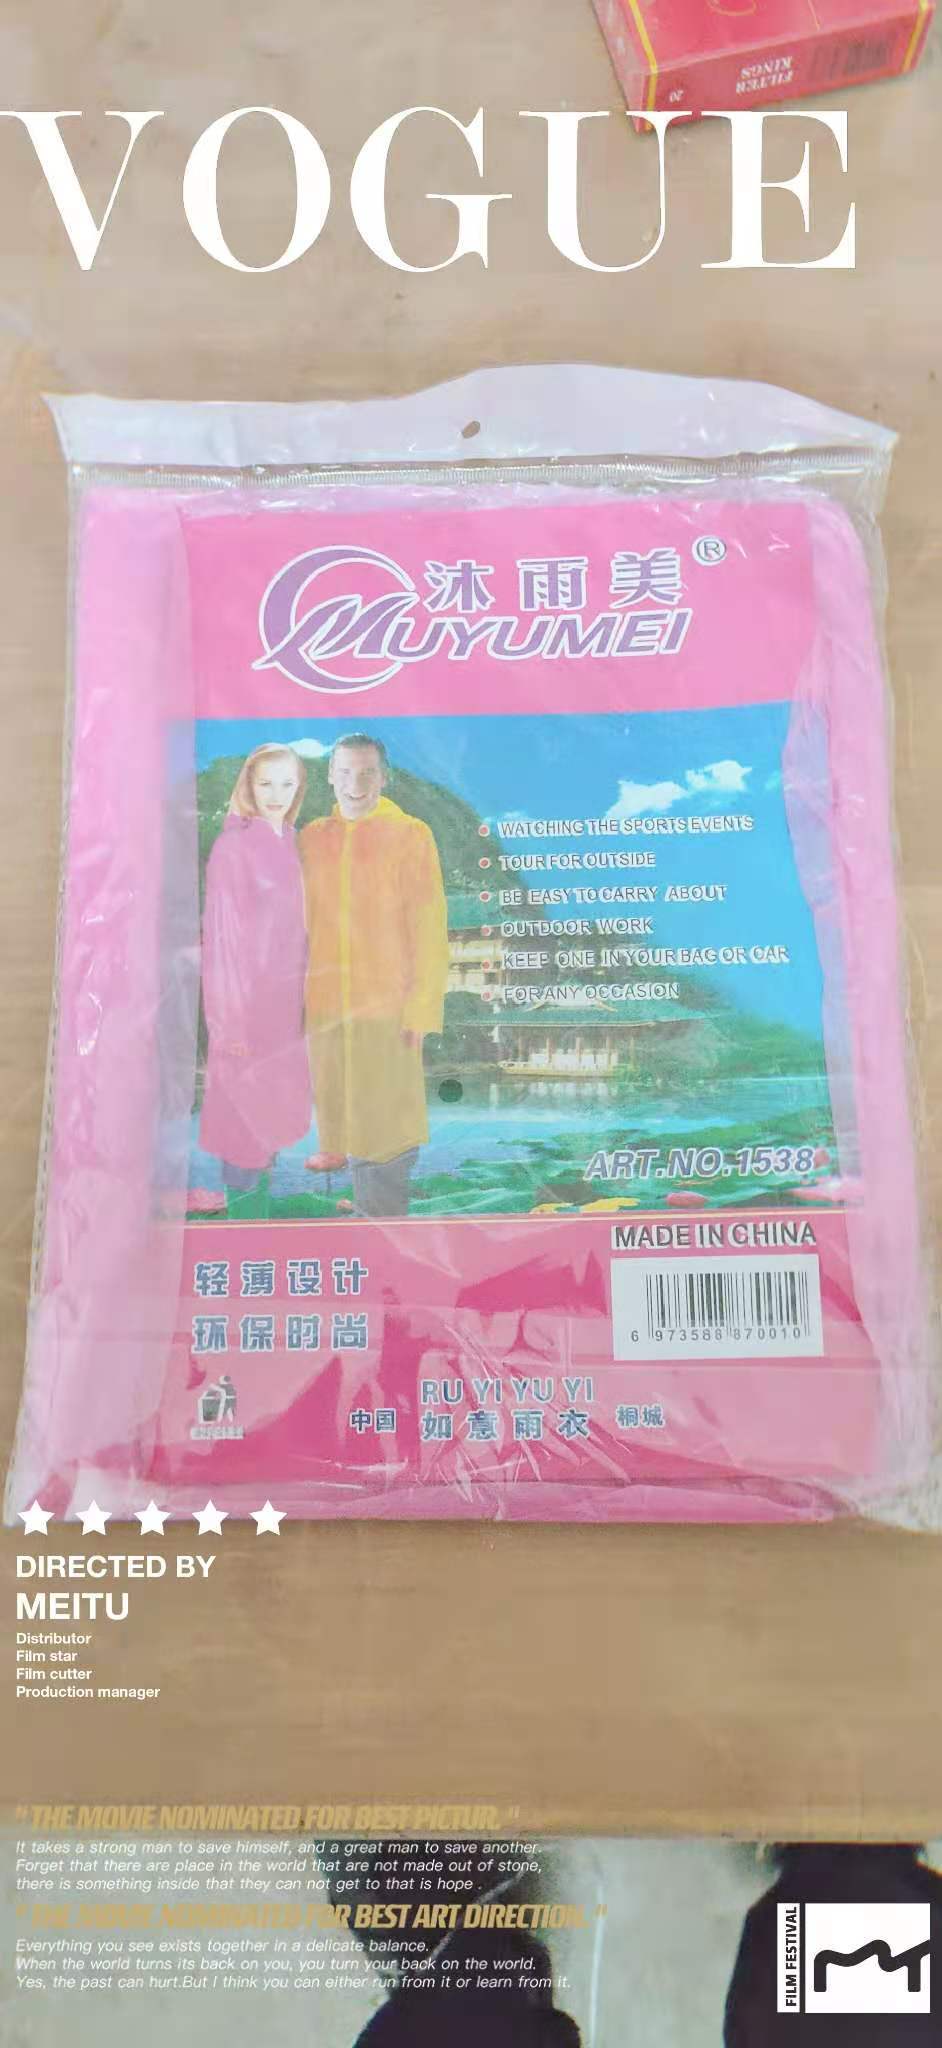 FILTER
KINGS
20
VOGUE
沐雨美®
MUYUMEI
WATCHING THE SPORTS EVENTS
TOUR FOR OUTSIDE
BE EASY TO CARRY ABOUT
OUTDOOR WORK
KEEP ONE IN YOUR BAG OR CAR
FOR ANY OCCASION
ART.NO.1538
MADE IN CHINA
轻薄设计
环保时尚
6 973588 870010
RU YI YU YI
中国 如意雨衣 桐城
DIRECTED BY
MEITU
Distributor
Film star
Film cutter
Production manager
"THE MOVIE NOMINATED FOR BEST PICTUR."
It takes a strong man to save himself, and a great man to save another.
Forget that there are place in the world that are not made out of stone,
there is something inside that they can not get to that is hope .
"THE MOVIE NOMINATED FOR BEST ART DIRECTION."
Everything you see exists together in a delicate balance.
When the world turns its back on you, you turn your back on the world.
Yes, the past can hurt.But I think you can either run from it or learn from it.
FILM FESTIVAL